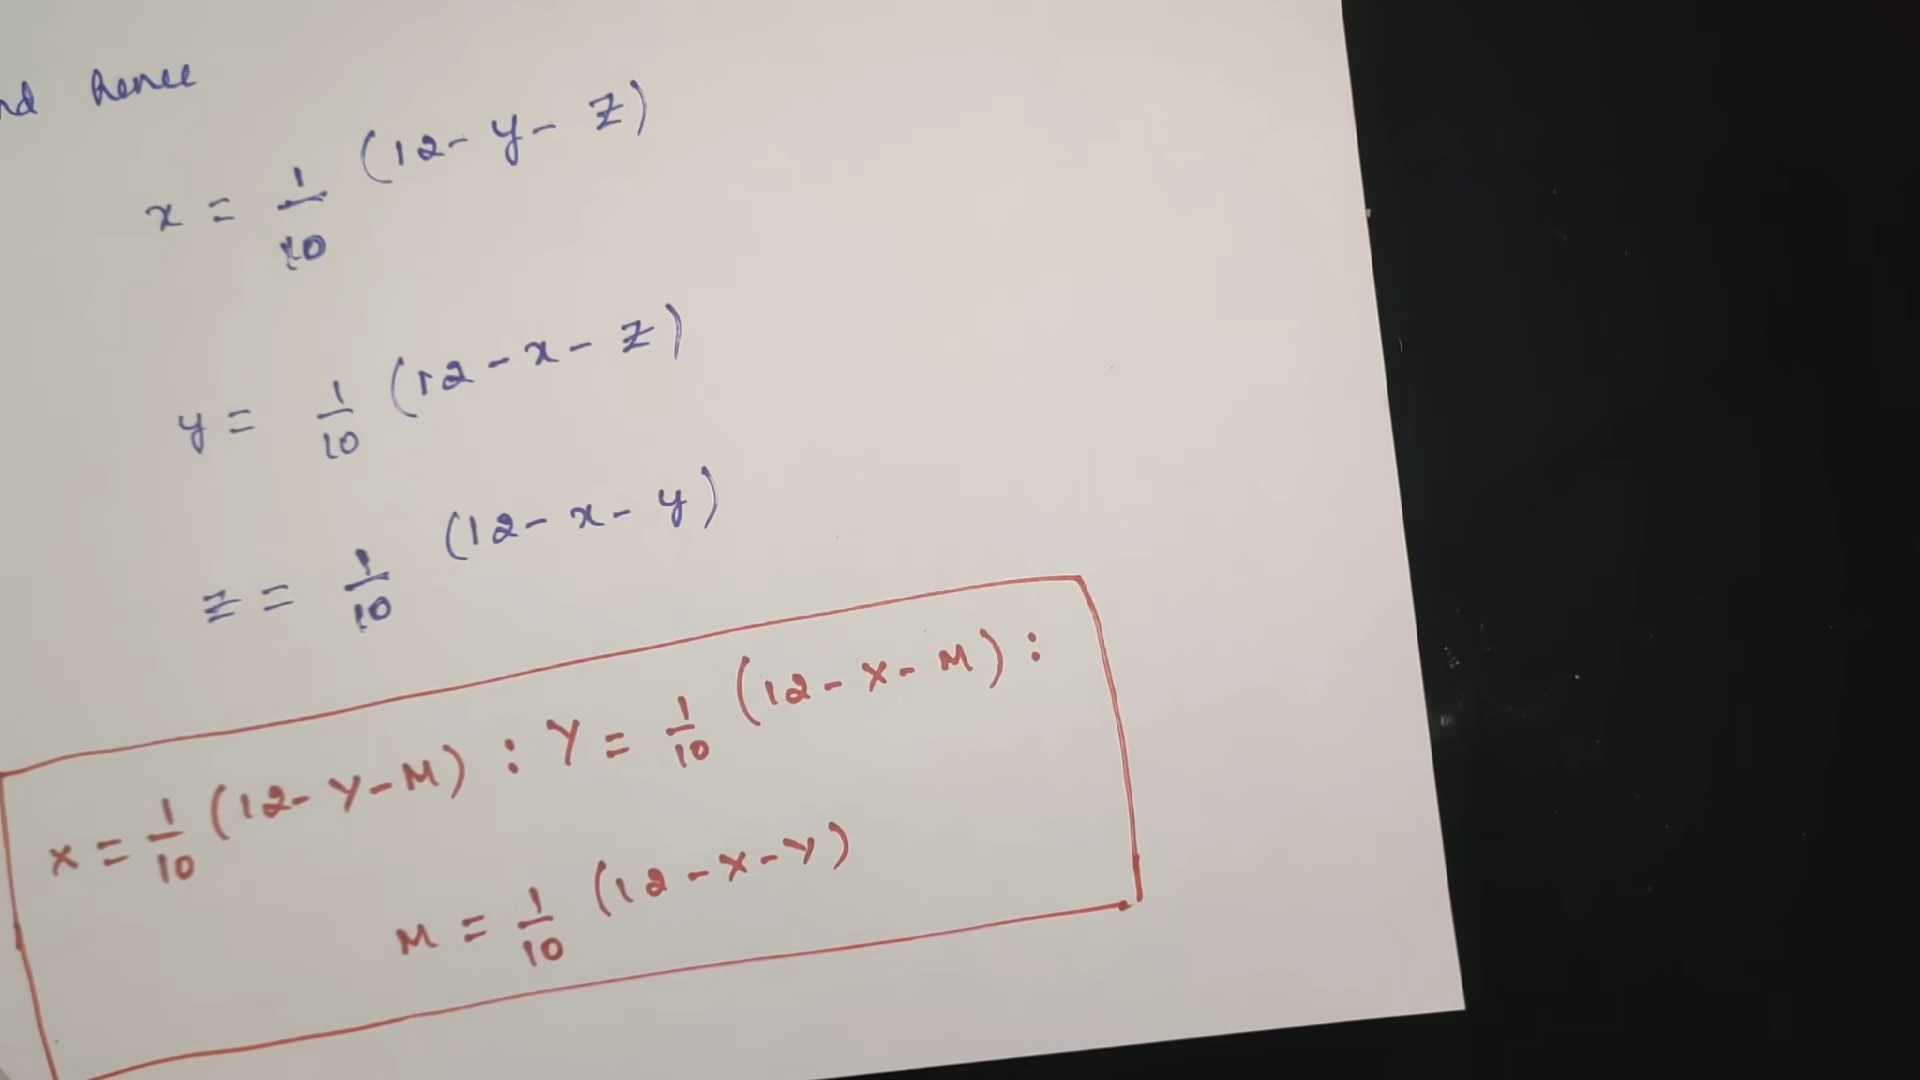 hence
x = 1/10 (12 - y - z)
y = 1/10 (12 - x - z)
z = 1/10 (12 - x - y)
x = 1/10 (12 - Y - M) : Y = 1/10 (12 - X - M) :
M = 1/10 (12 - X - Y)